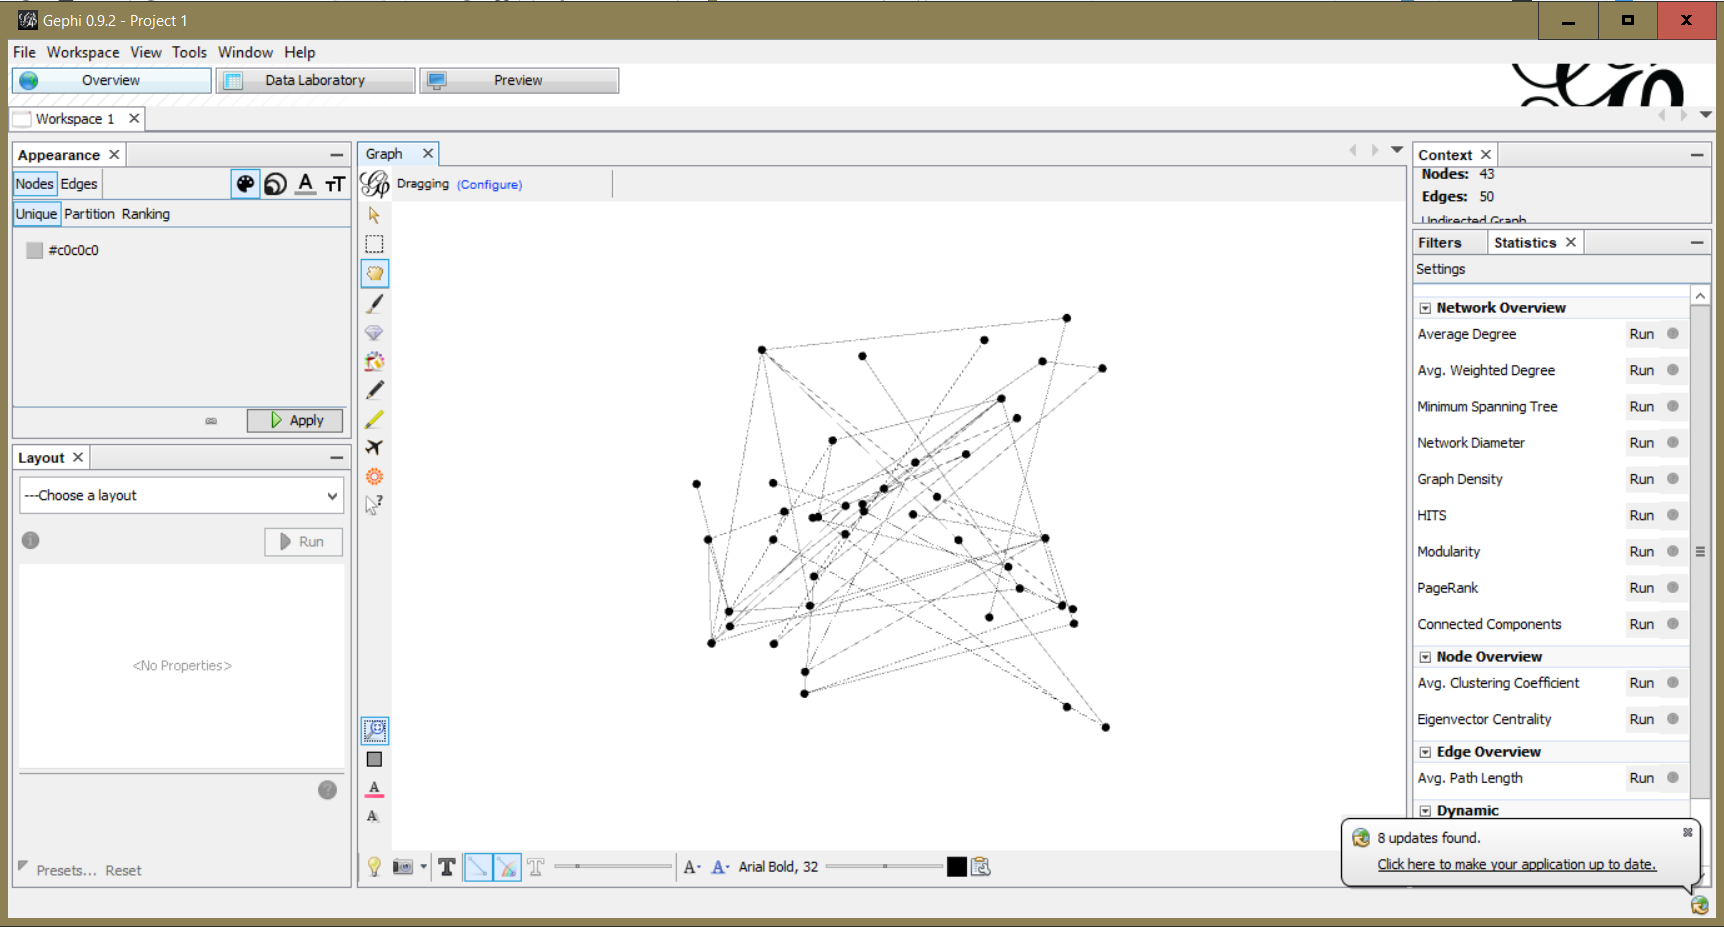 Gephi 0.9.2 - Project 1
File Workspace View Tools Window Help
Overview Data Laboratory Preview
Workspace 1
Appearance
Nodes Edges
Unique Partition Ranking
#c0c0c0
Apply
Layout
---Choose a layout
Run
<No Properties>
Presets... Reset
Graph
Dragging (Configure)
Arial Bold, 32
Context
Nodes: 43
Edges: 50
Undirected Graph
Filters Statistics
Settings
Network Overview
Average Degree Run
Avg. Weighted Degree Run
Minimum Spanning Tree Run
Network Diameter Run
Graph Density Run
HITS Run
Modularity Run
PageRank Run
Connected Components Run
Node Overview
Avg. Clustering Coefficient Run
Eigenvector Centrality Run
Edge Overview
Avg. Path Length Run
Dynamic
8 updates found.
Click here to make your application up to date.